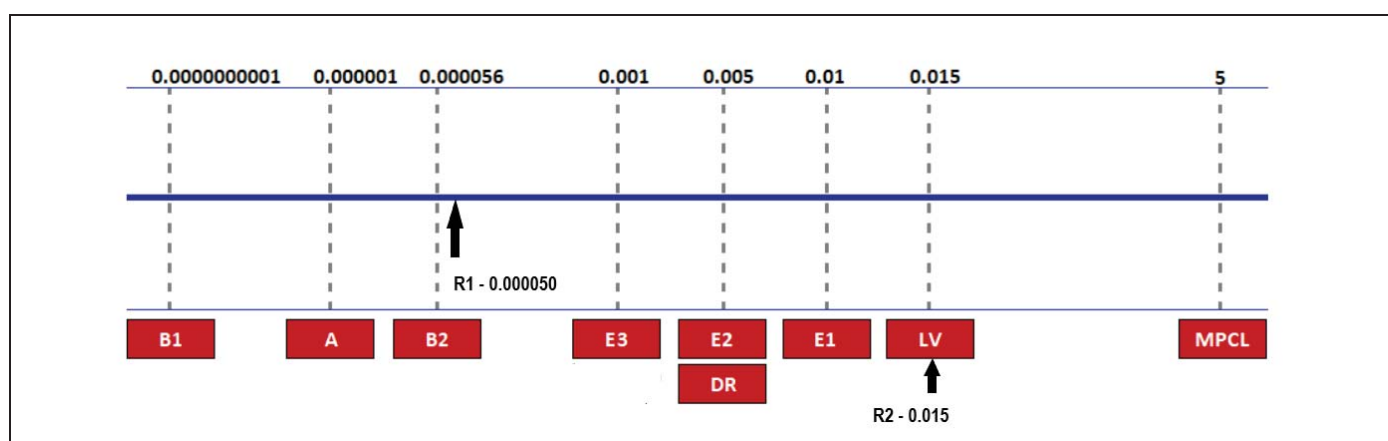 0.0000000001 0.000001 0.000056 0.001 0.005 0.01 0.015 5
R1 - 0.000050
B1 A B2 E3 E2 E1 LV MPCL
DR
R2 - 0.015